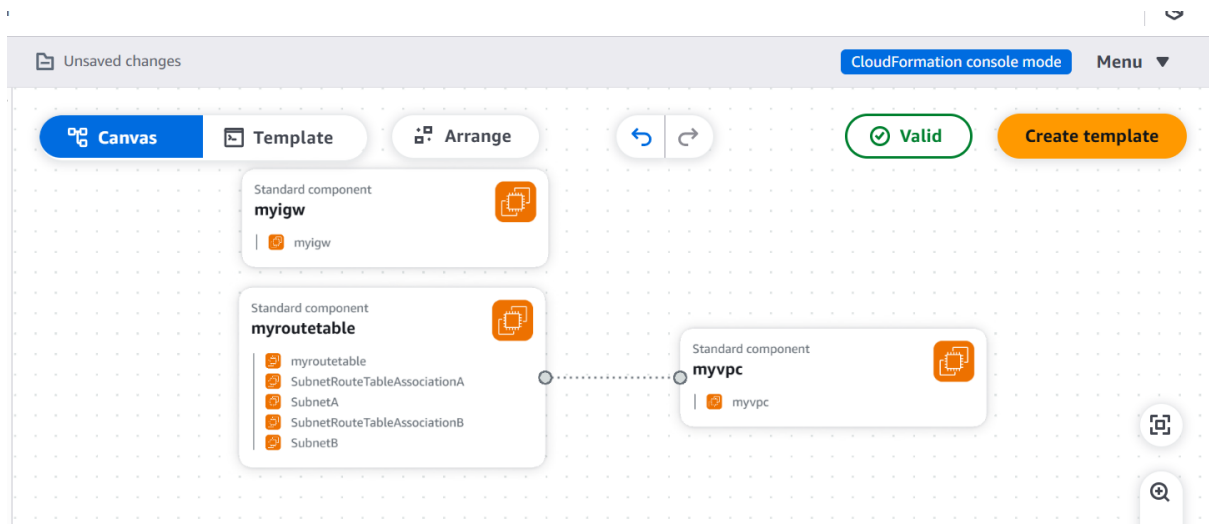 Unsaved changes
CloudFormation console mode
Menu
Canvas
Template
Arrange
Valid
Create template
Standard component
myigw
myigw
Standard component
myroutetable
myroutetable
SubnetRouteTableAssociationA
SubnetA
SubnetRouteTableAssociationB
SubnetB
Standard component
myvpc
myvpc